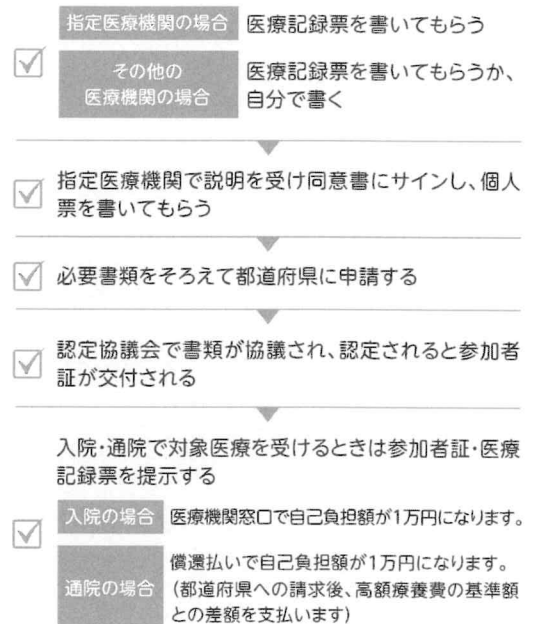 指定医療機関の場合 医療記録票を書いてもらう
その他の
医療機関の場合
医療記録票を書いてもらうか、
自分で書く
指定医療機関で説明を受け同意書にサインし、個人
票を書いてもらう
必要書類をそろえて都道府県に申請する
認定協議会で書類が協議され、認定されると参加者
証が交付される
入院・通院で対象医療を受けるときは参加者証・医療
記録票を提示する
入院の場合 医療機関窓口で自己負担額が1万円になります。
通院の場合
償還払いで自己負担額が1万円になります。
(都道府県への請求後、高額療養費の基準額
との差額を支払います)